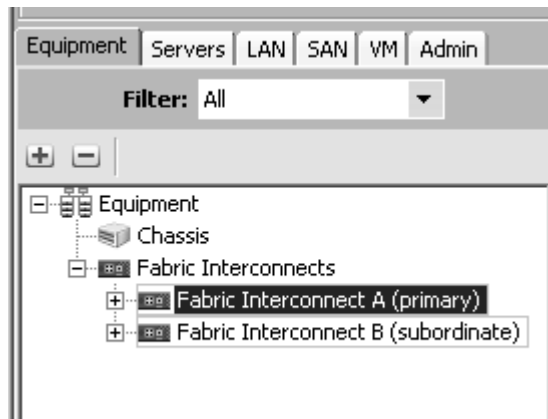 Equipment Servers LAN SAN VM Admin
Filter: All
Equipment
Chassis
Fabric Interconnects
Fabric Interconnect A (primary)
Fabric Interconnect B (subordinate)